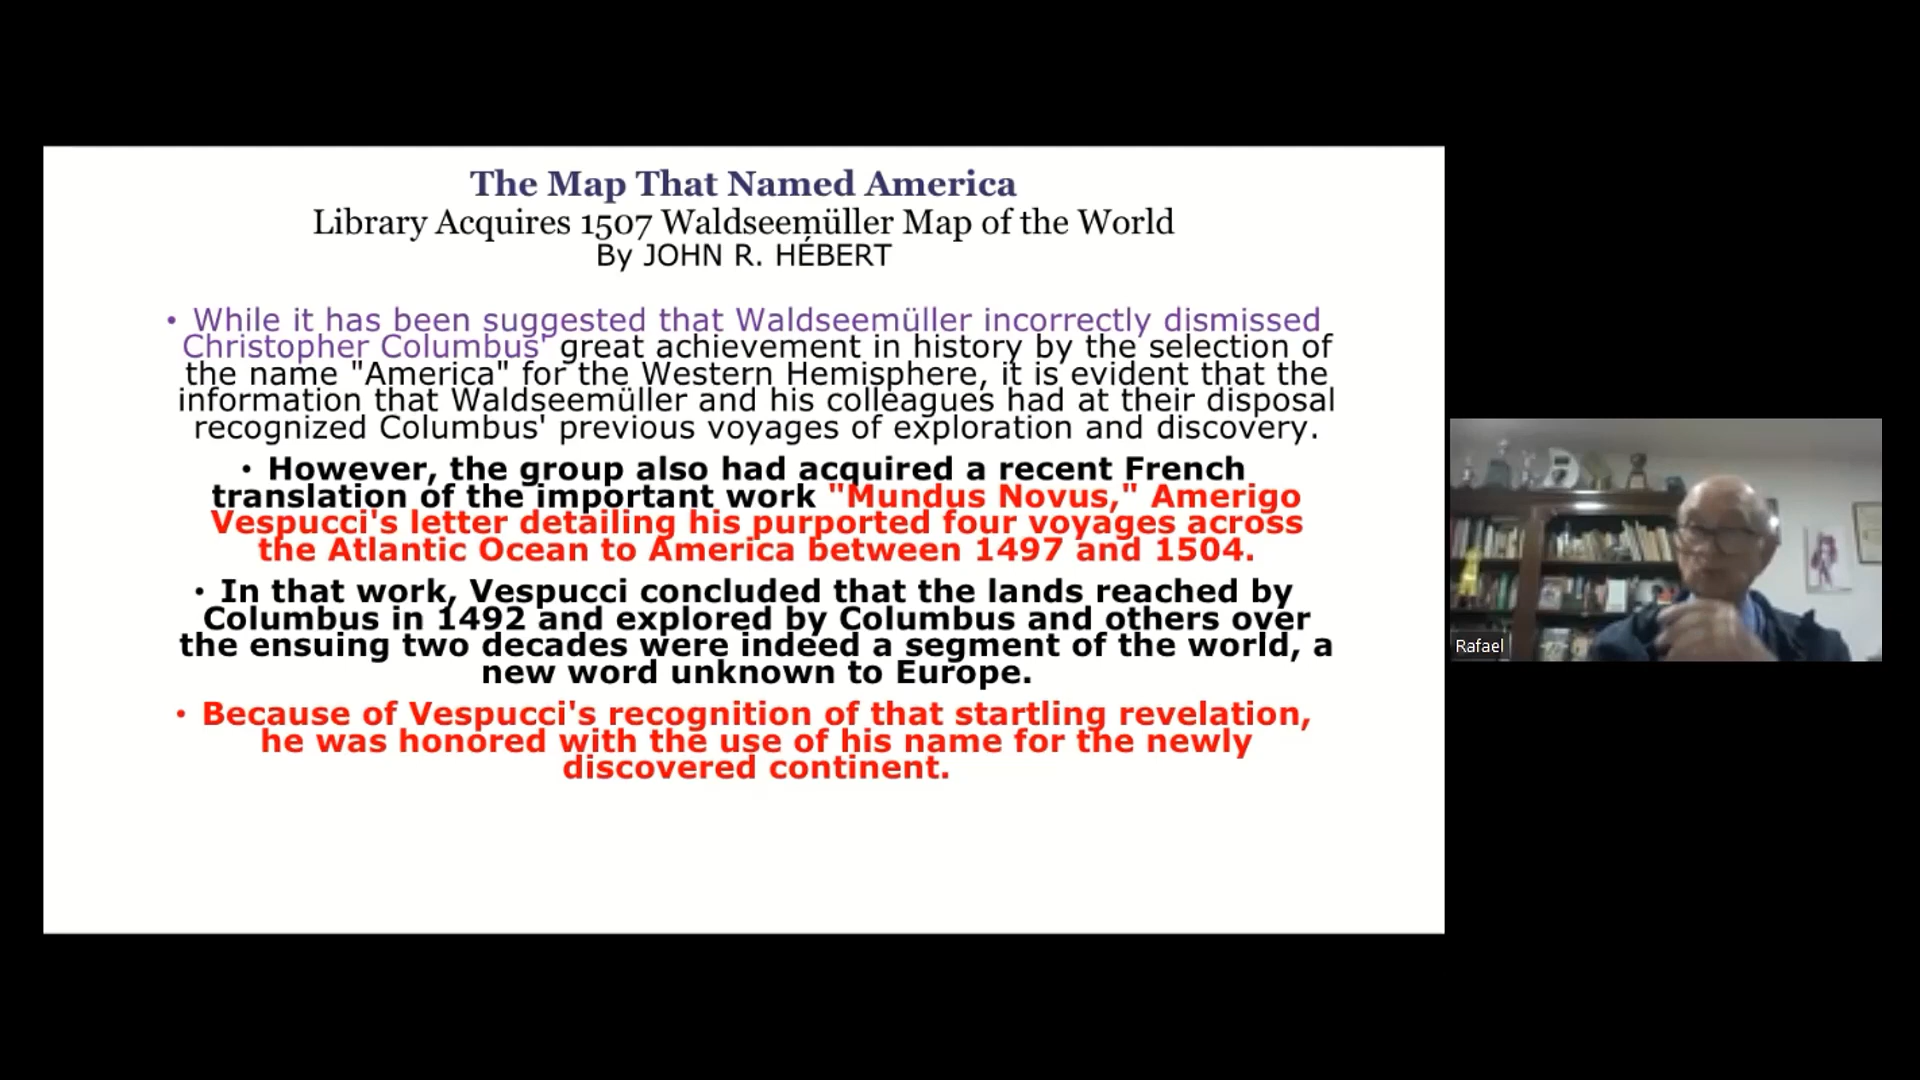 The Map That Named America
Library Acquires 1507 Waldseemüller Map of the World
By JOHN R. HÉBERT
• While it has been suggested that Waldseemüller incorrectly dismissed
Christopher Columbus' great achievement in history by the selection of
the name "America" for the Western Hemisphere, it is evident that the
information that Waldseemüller and his colleagues had at their disposal
recognized Columbus' previous voyages of exploration and discovery.
• However, the group also had acquired a recent French
translation of the important work "Mundus Novus," Amerigo
Vespucci's letter detailing his purported four voyages across
the Atlantic Ocean to America between 1497 and 1504.
• In that work, Vespucci concluded that the lands reached by
Columbus in 1492 and explored by Columbus and others over
the ensuing two decades were indeed a segment of the world, a
new word unknown to Europe.
• Because of Vespucci's recognition of that startling revelation,
he was honored with the use of his name for the newly
discovered continent.
Rafael